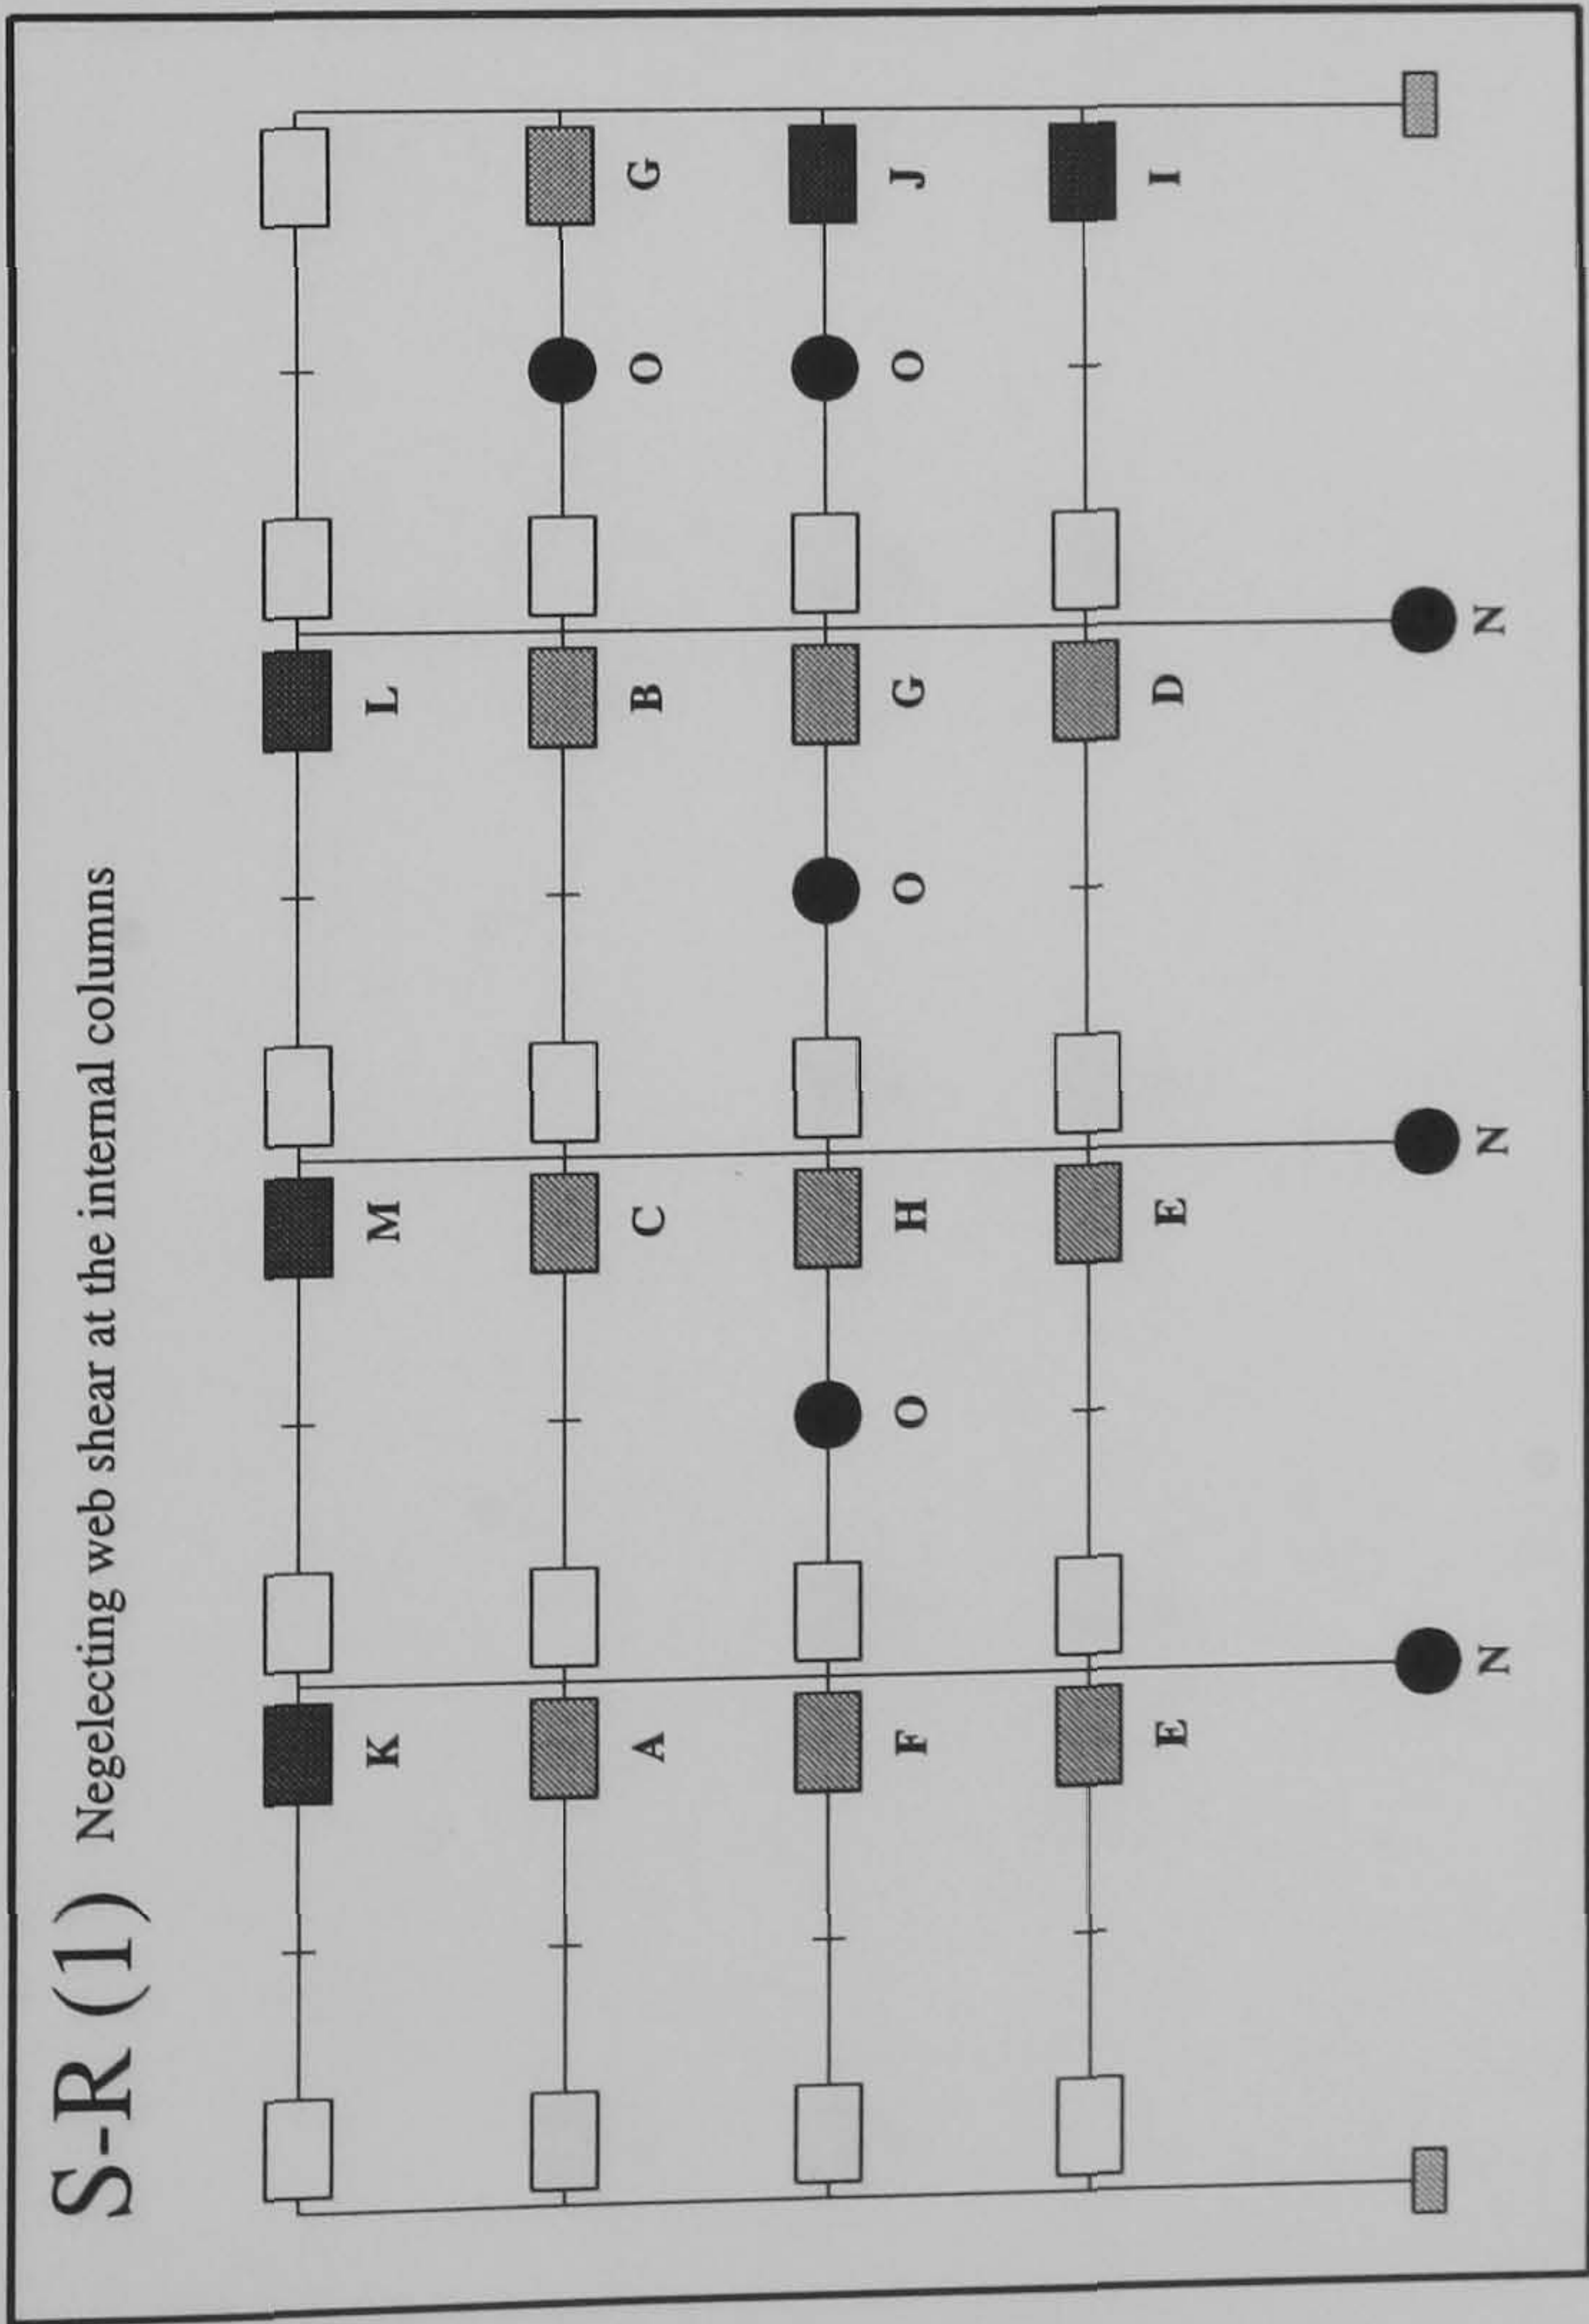 S-R (1) Negelecting web shear at the internal columns
K M L
A C B O G
F O H O G O J
E E D I
N N N